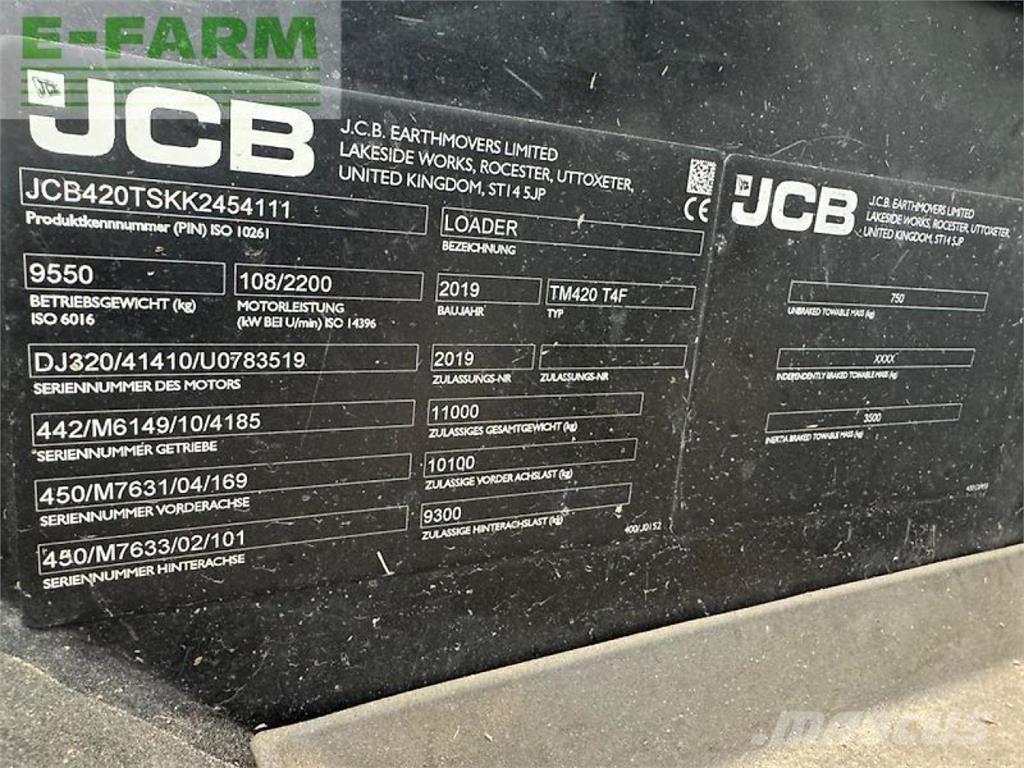 E-FARM
JCB
J.C.B. EARTHMOVERS LIMITED
LAKESIDE WORKS, ROCESTER, UTTOXETER,
UNITED KINGDOM, ST14 5JP
JCB420TSKK2454111
Produktkennnummer (PIN) ISO 10261
LOADER
BEZEICHNUNG
CE
9550
BETRIEBSGEWICHT (kg)
ISO 6016
108/2200
MOTORLEISTUNG
(kW BEI U/min) ISO 14396
2019
BAUJAHR
TM420 T4F
TYP
DJ320/41410/U0783519
SERIENNUMMER DES MOTORS
2019
ZULASSUNGS-NR
ZULASSUNGS-NR
442/M6149/10/4185
SERIENNUMMER GETRIEBE
11000
ZULASSIGES GESAMTGEWICHT (kg)
450/M7631/04/169
SERIENNUMMER VORDERACHSE
10100
ZULASSIGE VORDER ACHSLAST (kg)
450/M7633/02/101
SERIENNUMMER HINTERACHSE
9300
ZULASSIGE HINTERACHSLAST (kg)
400/J0152
JCB
J.C.B. EARTHMOVERS LIMITED
LAKESIDE WORKS, ROCESTER, UTTOXETER,
UNITED KINGDOM, ST14 5JP
750
UNBRAKED TOWABLE MASS (kg)
XXXX
INDEPENDENTLY BRAKED TOWABLE MASS (kg)
3500
INERTIA BRAKED TOWABLE MASS (kg)
mascus